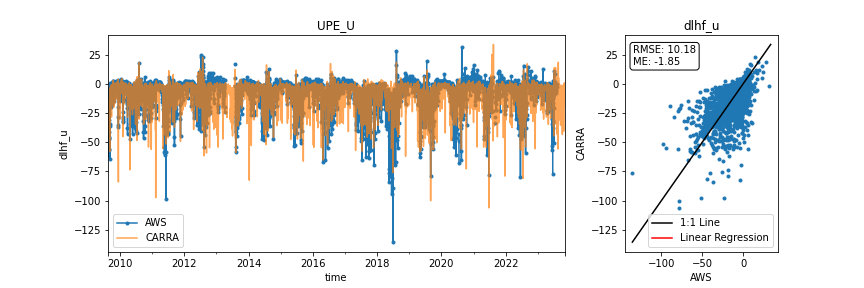 UPE_U
dlhf_u
25
0
−25
−50
−75
−100
−125
dlhf_u
AWS
CARRA
2010
2012
2014
2016
2018
2020
2022
time
RMSE: 10.18
ME: -1.85
25
0
−25
−50
−75
−100
−125
CARRA
1:1 Line
Linear Regression
−100
−50
0
AWS